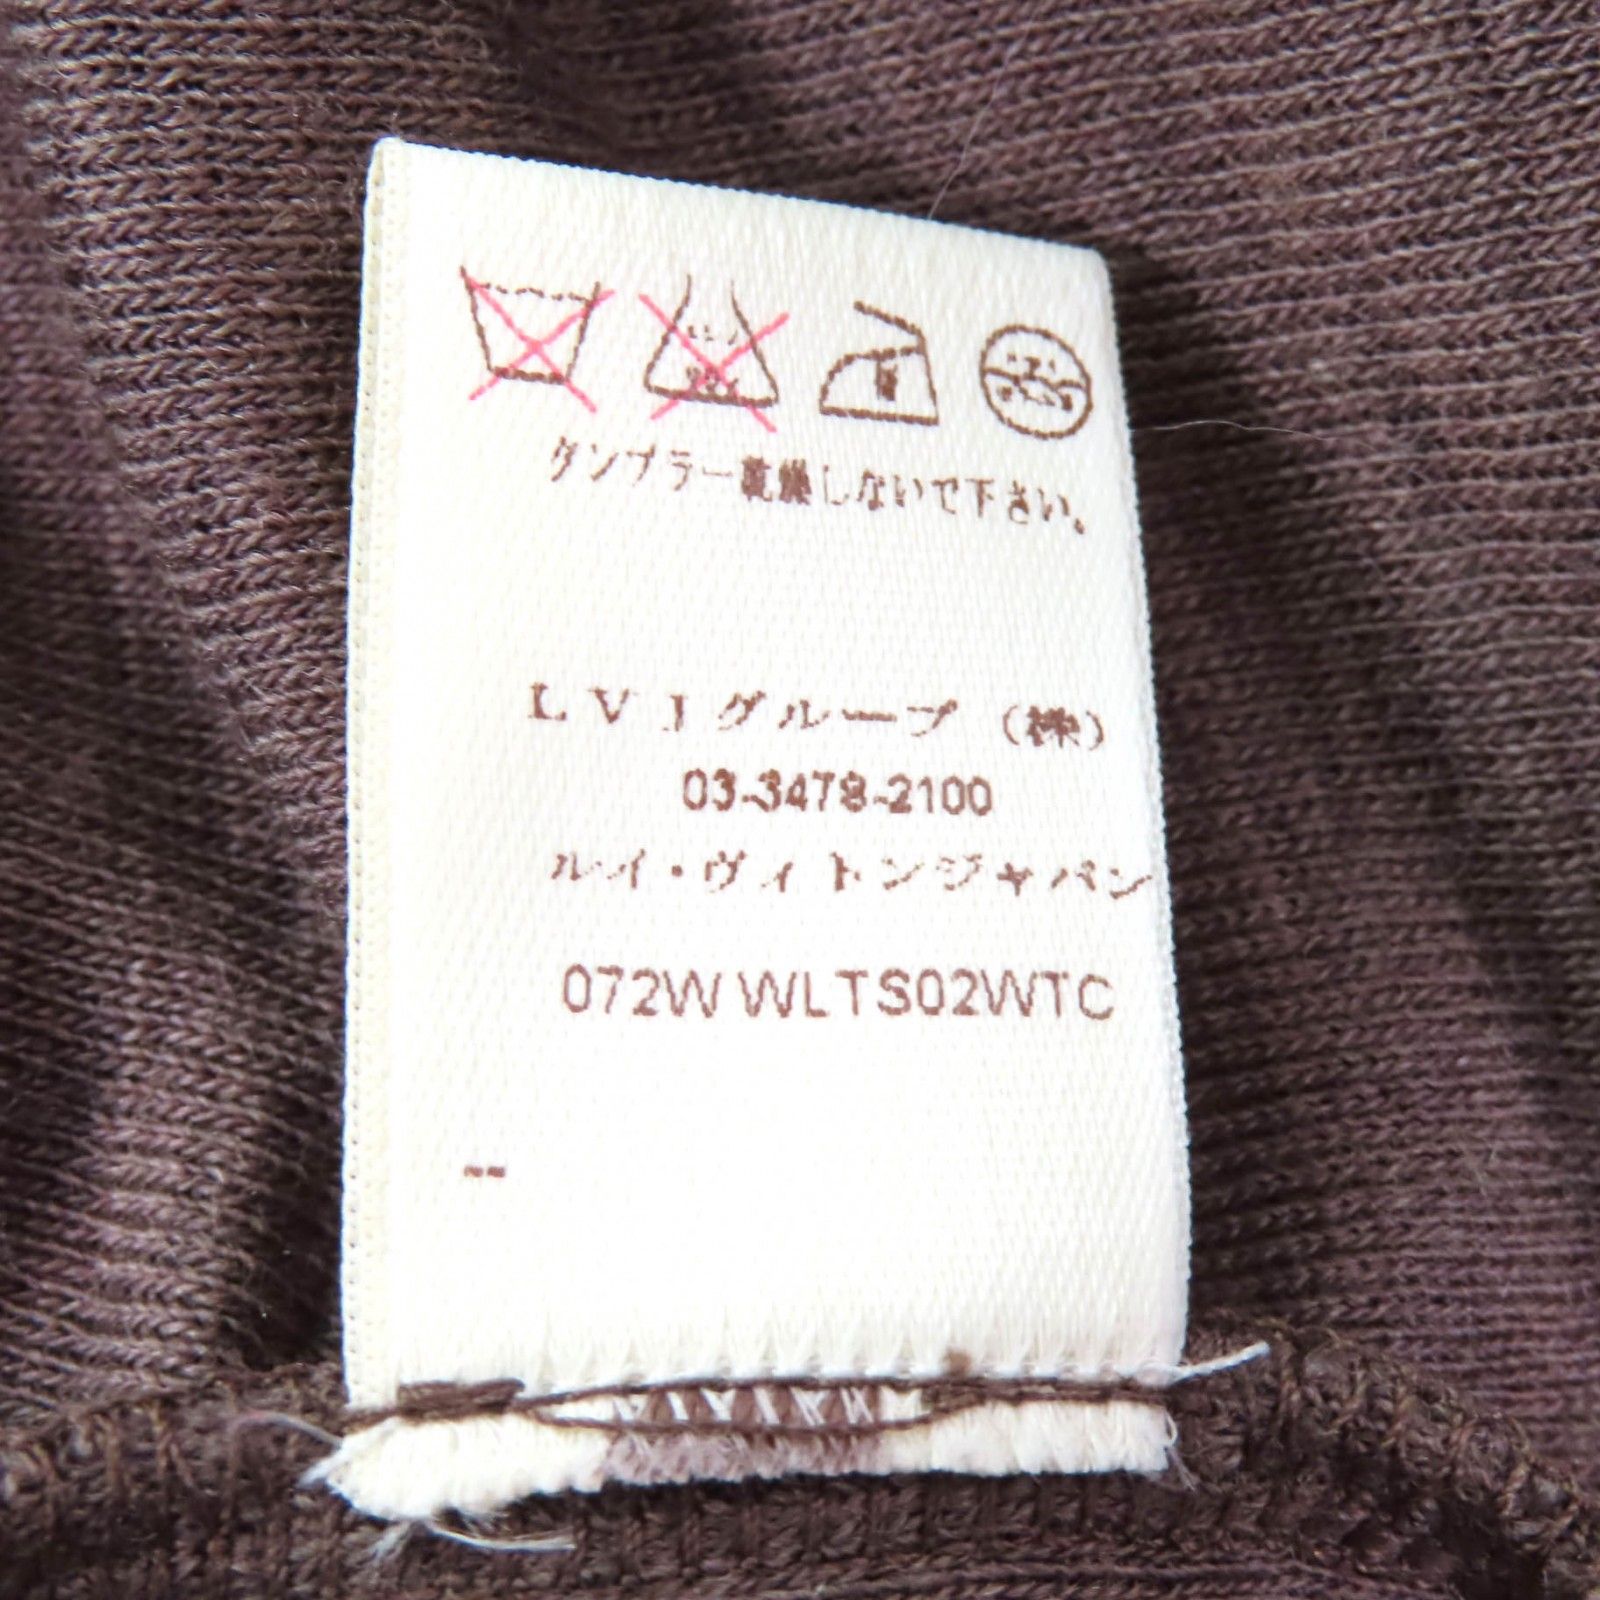 タンブラー乾燥しないで下さい。
LVJグループ (株)
03-3478-2100
ルイ・ヴィトンジャパン
072W WLTS02WTC
--